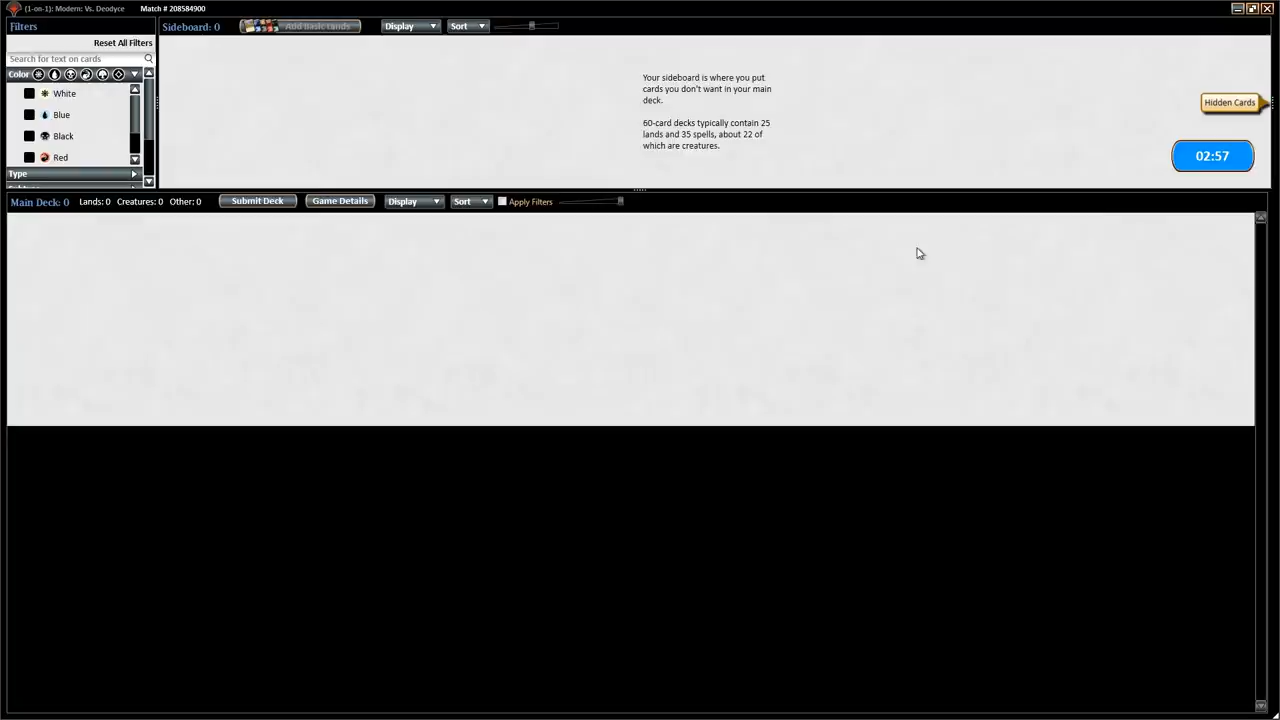 (1-on-1): Modern: Vs. Deodyce Match # 208584900
Filters
Sideboard: 0 Add Basic Lands Display Sort
Reset All Filters
Search for text on cards
Color
White
Blue
Black
Red
Type
Your sideboard is where you put
cards you don't want in your main
deck.
60-card decks typically contain 25
lands and 35 spells, about 22 of
which are creatures.
Hidden Cards
02:57
Main Deck: 0 Lands: 0 Creatures: 0 Other: 0 Submit Deck Game Details Display Sort Apply Filters